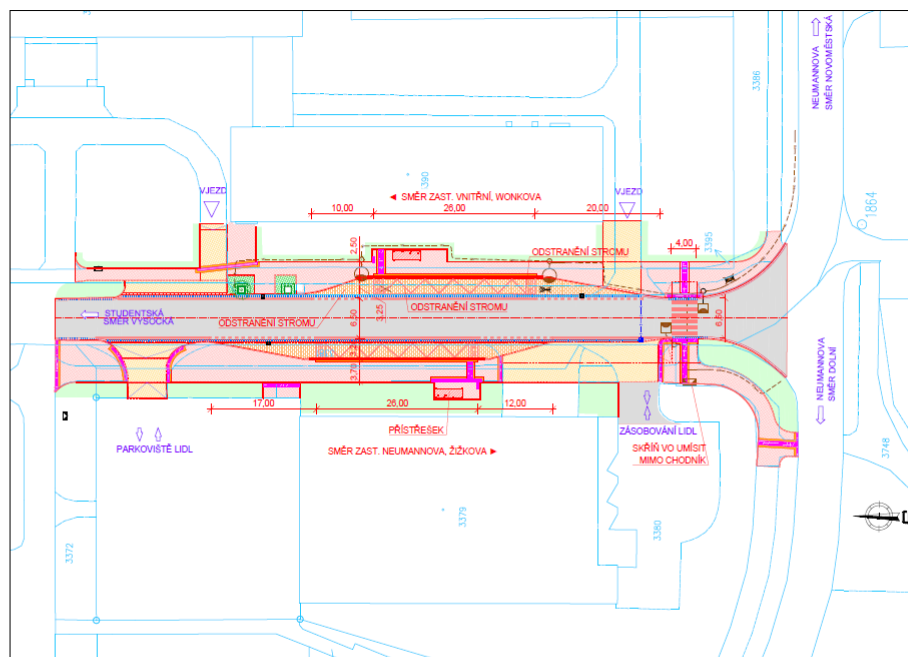 NEUMANNOVA
SMĚR NOVOMĚSTSKÁ
3386
390
1864
3395
VJEZD
◄ SMĚR ZAST. VNITŘNÍ, WONKOVA
VJEZD
10,00
26,00
20,00
4,00
2,50
ODSTRANĚNÍ STROMU
STUDENTSKÁ
SMĚR VYSOCKÁ
ODSTRANĚNÍ STROMU
6,50
3,25
ODSTRANĚNÍ STROMU
6,50
3,70
17,00
26,00
12,00
NEUMANNOVA
SMĚR DOLNÍ
PŘÍSTŘEŠEK
PARKOVIŠTĚ LIDL
SMĚR ZAST. NEUMANNOVA, ŽIŽKOVA ►
ZÁSOBOVÁNÍ LIDL
SKŘÍŇ VO UMÍSIT
MIMO CHODNÍK
3748
3379
3380
3372